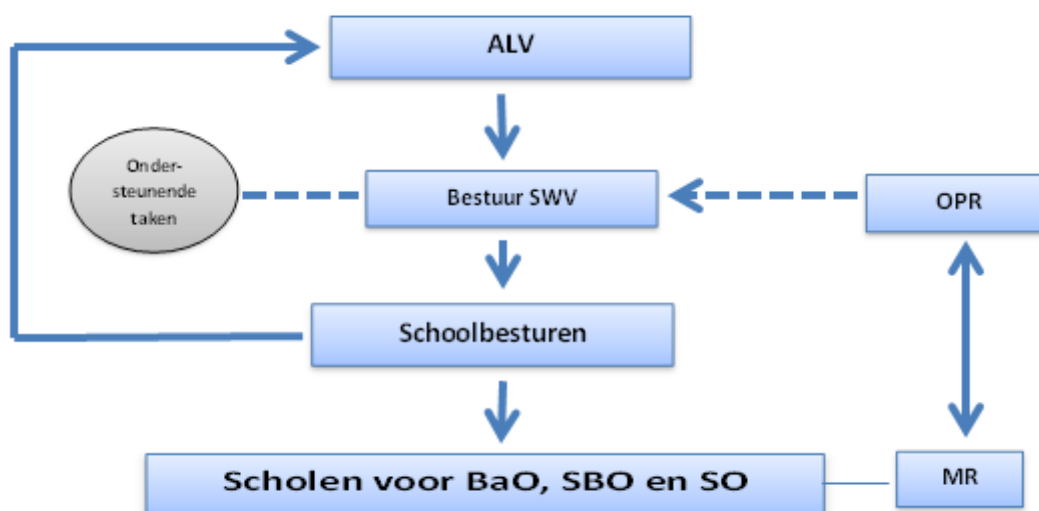 ALV
Onder-
steunende
taken
Bestuur SWV
OPR
Schoolbesturen
Scholen voor BaO, SBO en SO
MR